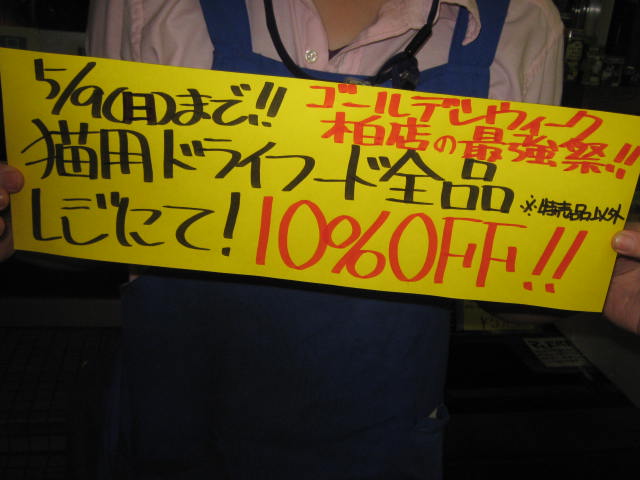 5/9(日)まで!!
ゴールデンウィーク
柏店の最強祭!!
猫用ドライフード全品
※特売品以外
レジにて! 10%OFF!!